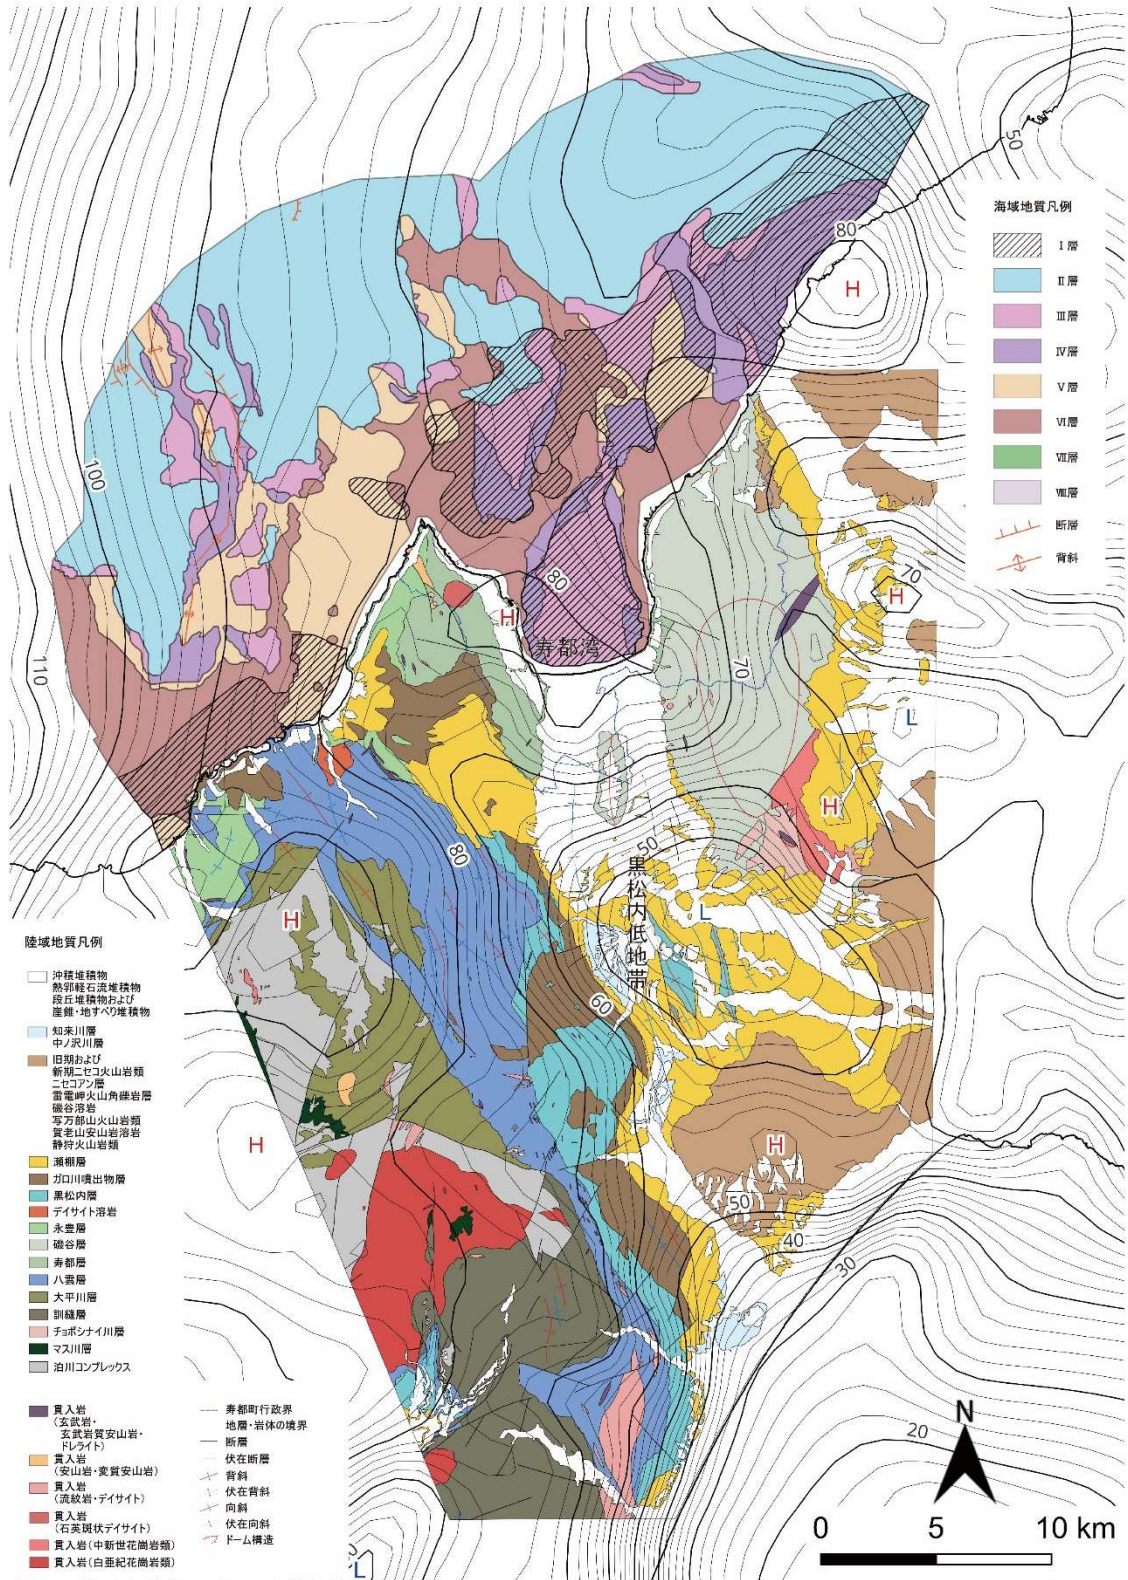 50
80
H
海域地質凡例
Ⅰ層
Ⅱ層
Ⅲ層
Ⅳ層
Ⅴ層
Ⅵ層
Ⅶ層
Ⅷ層
断層
背斜
100
110
80
H
寿都湾
70
H
70
L
H
80
50
黒松内低地帯
L
H
60
H
H
50
40
30
20
L
陸域地質凡例
沖積堆積物
熱郛軽石流堆積物
段丘堆積物および
崖錐・地すべり堆積物
知来川層
中ノ沢川層
旧期および
新期ニセコ火山岩類
ニセコアン層
雷電岬火山角礫岩層
磯谷溶岩
写万部山火山岩類
賀老山安山岩溶岩
静狩火山岩類
瀬棚層
ガロ川噴出物層
黒松内層
デイサイト溶岩
永豊層
磯谷層
寿都層
八雲層
大平川層
訓縫層
チョポシナイ川層
マス川層
泊川コンプレックス
貫入岩
(玄武岩・
玄武岩質安山岩・
ドレライト)
貫入岩
(安山岩・変質安山岩)
貫入岩
(流紋岩・デイサイト)
貫入岩
(石英斑状デイサイト)
貫入岩(中新世花崗岩類)
貫入岩(白亜紀花崗岩類)
寿都町行政界
地層・岩体の境界
断層
伏在断層
背斜
伏在背斜
向斜
伏在向斜
ドーム構造
N
0 5 10 km